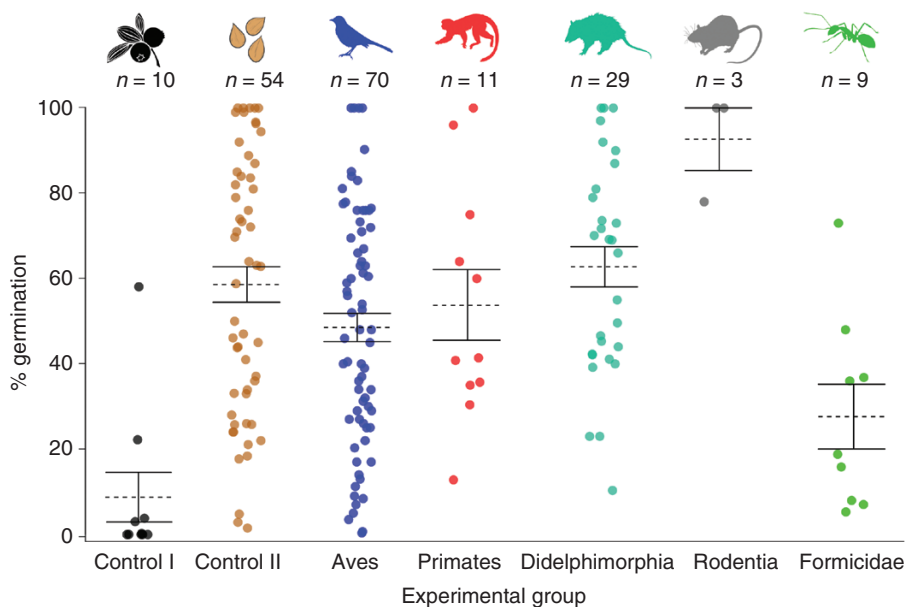 n = 10 n = 54 n = 70 n = 11 n = 29 n = 3 n = 9
100
80
60
40
20
0
% germination
Control I Control II Aves Primates Didelphimorphia Rodentia Formicidae
Experimental group